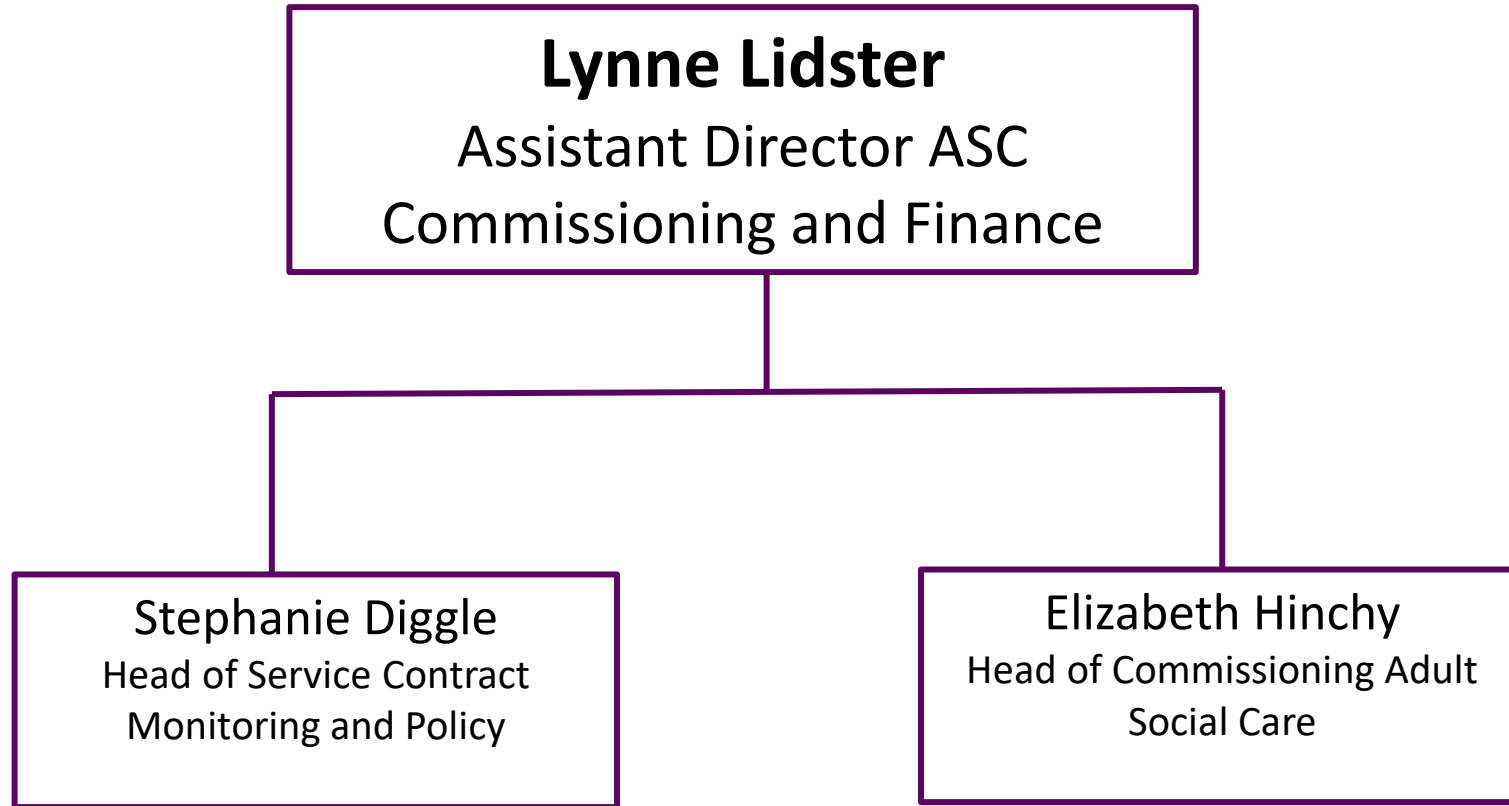 Lynne Lidster
Assistant Director ASC
Commissioning and Finance
Stephanie Diggle
Head of Service Contract
Monitoring and Policy
Elizabeth Hinchy
Head of Commissioning Adult
Social Care